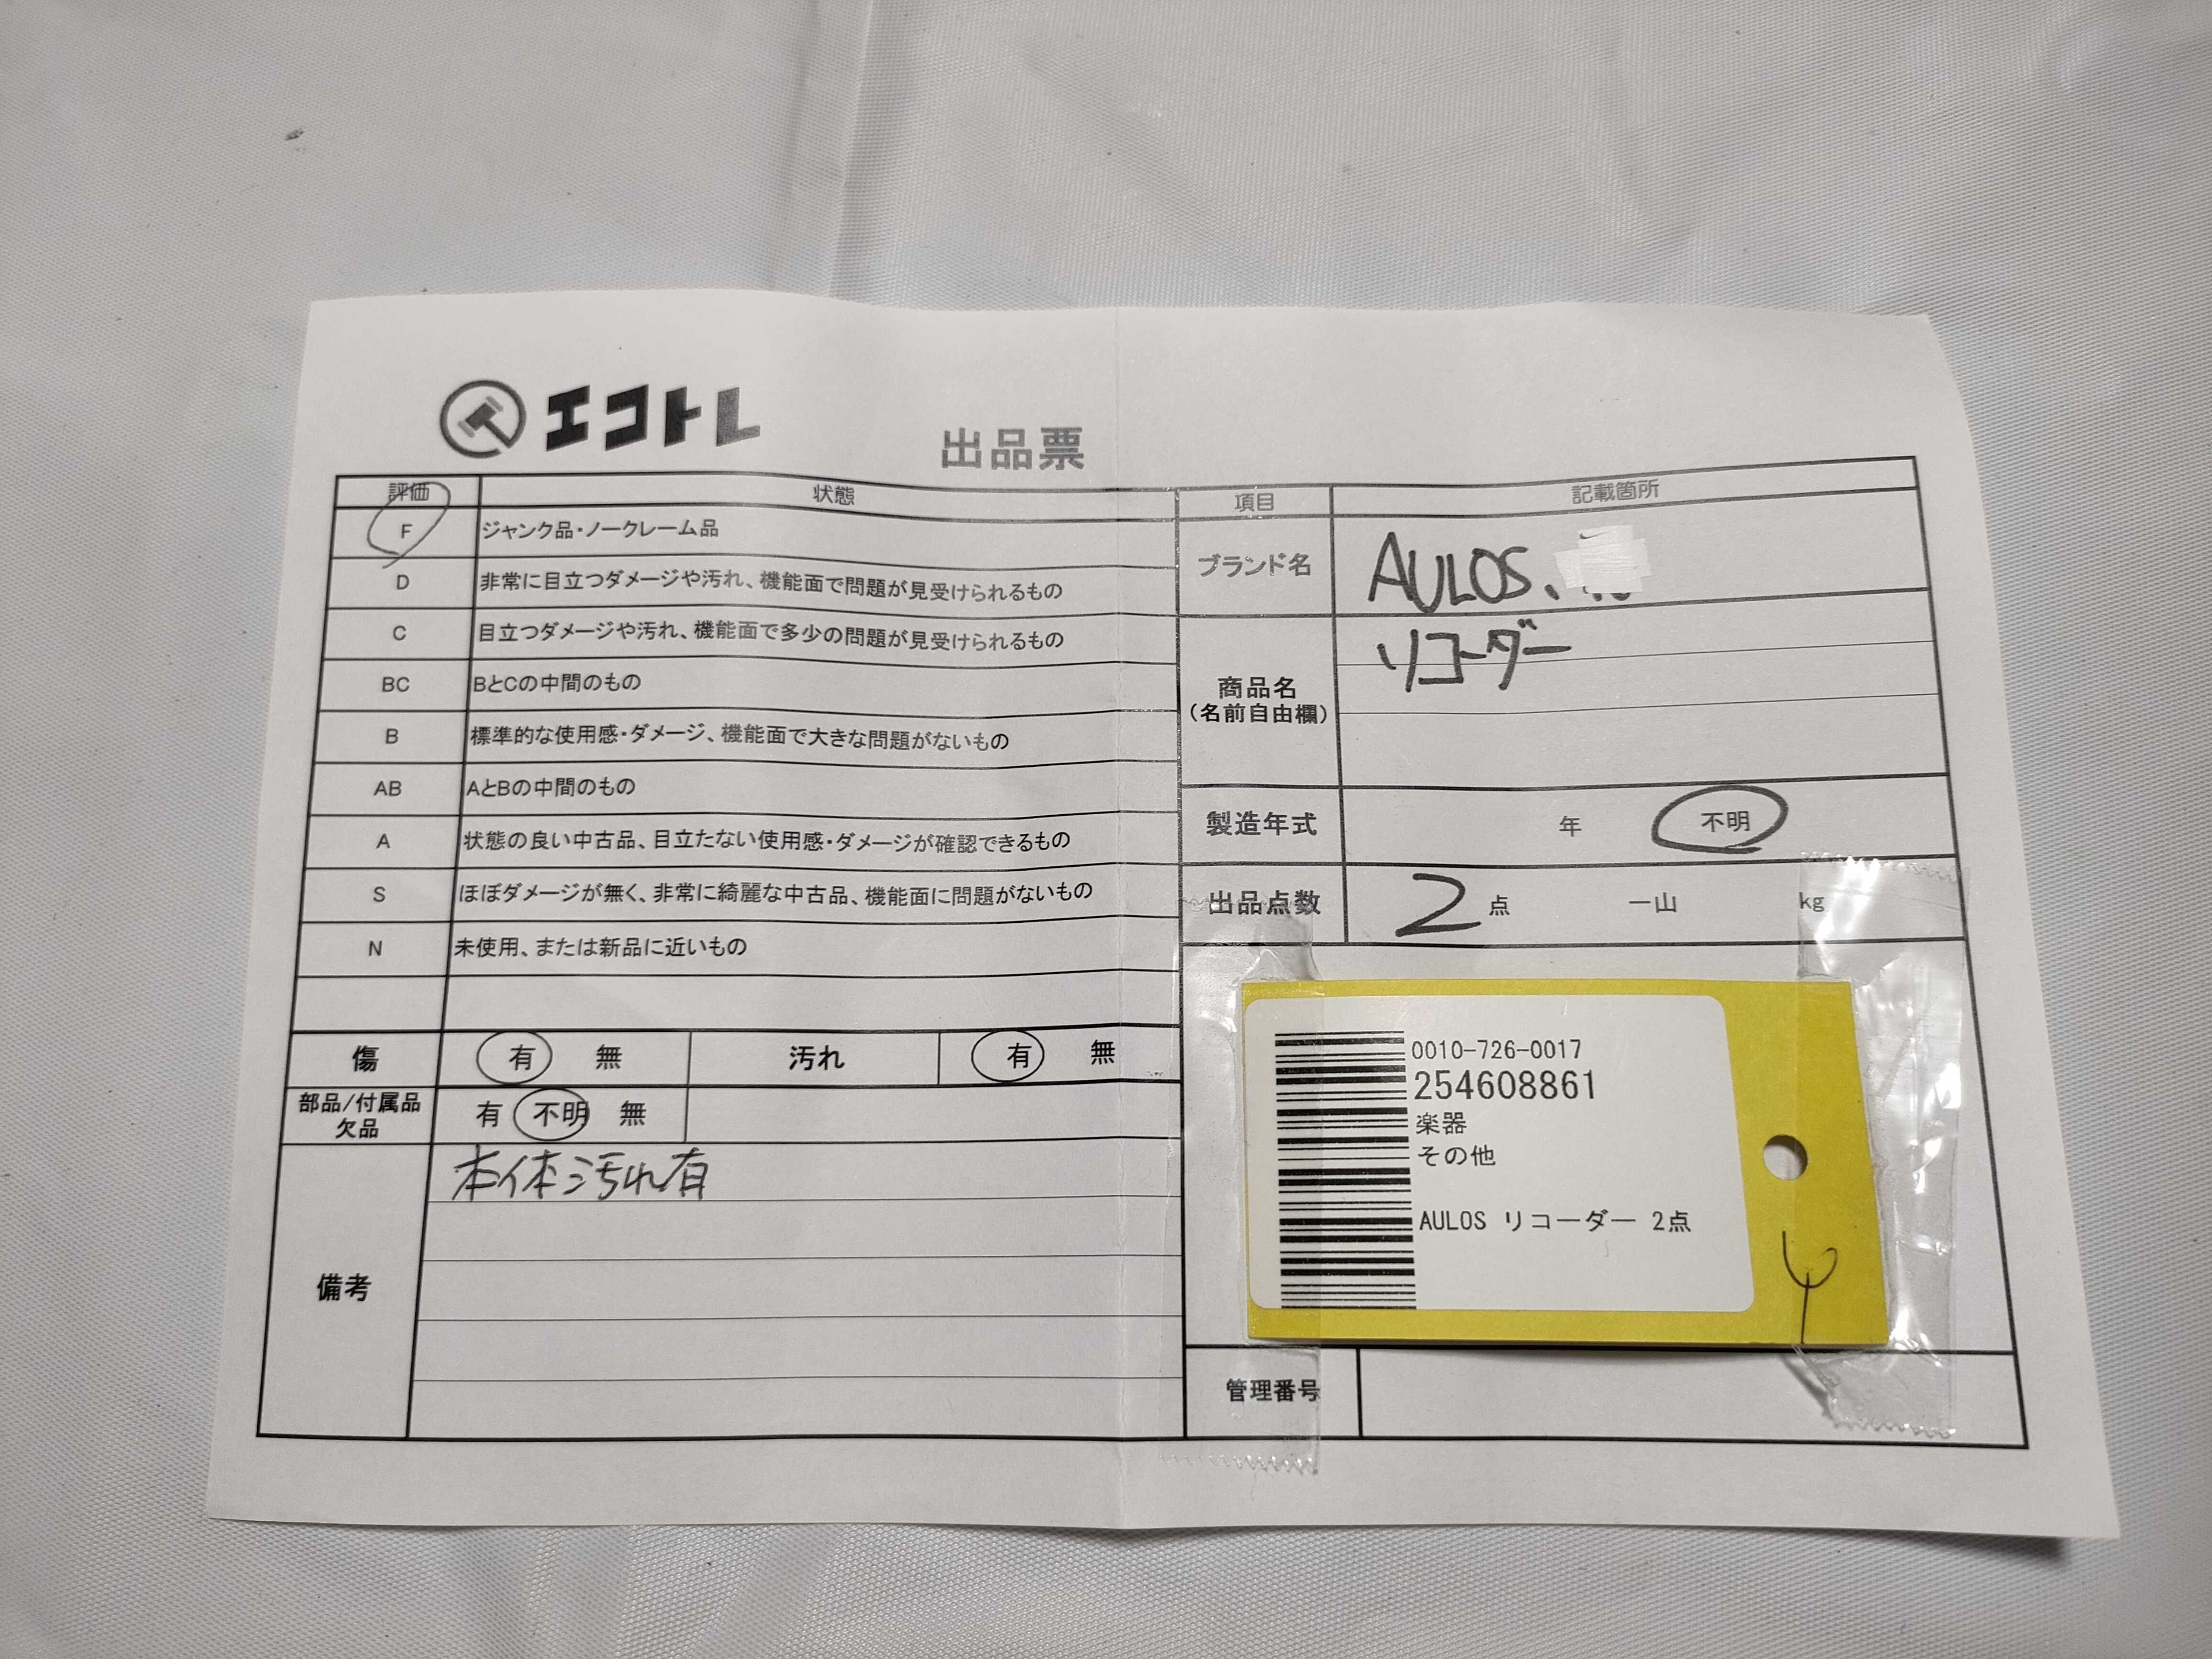 エコトレ
出品票
評価 状態
F ジャンク品・ノークレーム品
D 非常に目立つダメージや汚れ、機能面で問題が見受けられるもの
C 目立つダメージや汚れ、機能面で多少の問題が見受けられるもの
BC BとCの中間のもの
B 標準的な使用感・ダメージ、機能面で大きな問題がないもの
AB AとBの中間のもの
A 状態の良い中古品、目立たない使用感・ダメージが確認できるもの
S ほぼダメージが無く、非常に綺麗な中古品、機能面に問題がないもの
N 未使用、または新品に近いもの
傷 有 無 汚れ 有 無
部品/付属品
欠品
有 不明 無
備考
本体汚れ有
項目 記載箇所
ブランド名 AULOS、
商品名
(名前自由欄)
リコーダー
製造年式 年 不明
出品点数 2 点 一山 kg
0010-726-0017
254608861
楽器
その他
AULOS リコーダー 2点
管理番号